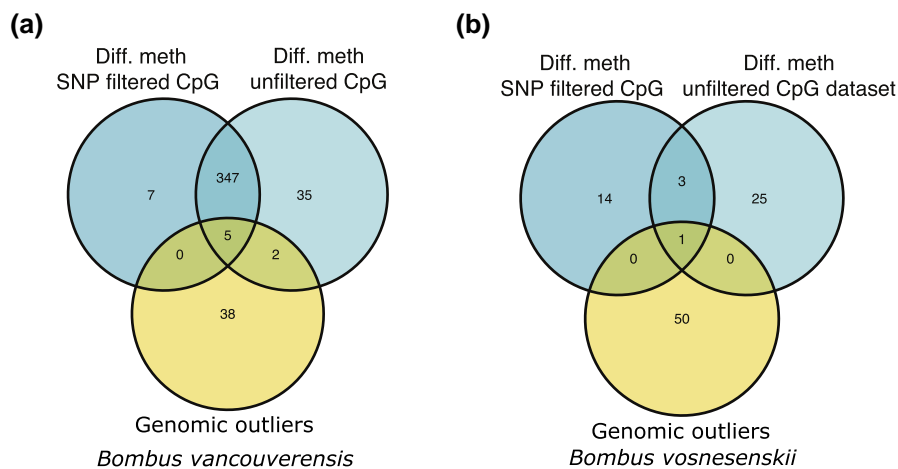 (a)
Diff. meth
SNP filtered CpG
Diff. meth
unfiltered CpG
7
347
35
5
0
2
38
Genomic outliers
Bombus vancouverensis
(b)
Diff. meth
SNP filtered CpG
Diff. meth
unfiltered CpG dataset
14
3
25
1
0
0
50
Genomic outliers
Bombus vosnesenskii